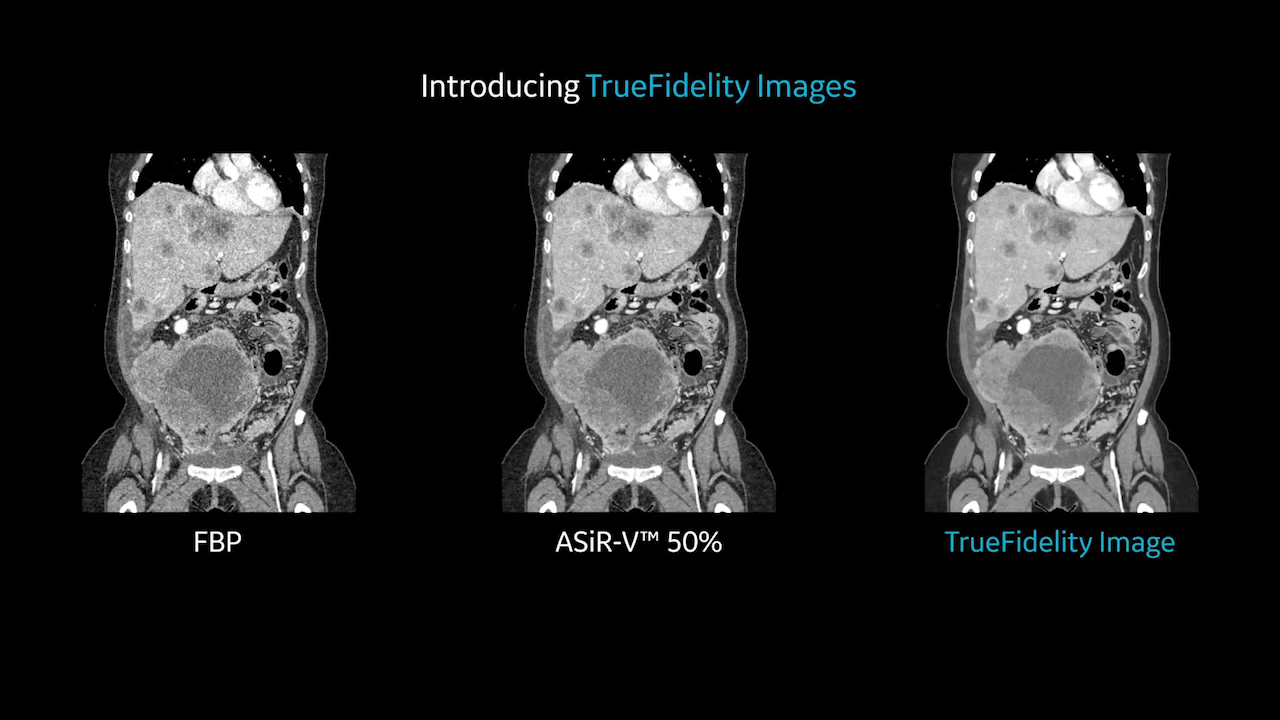 Introducing TrueFidelity Images
FBP
ASiR-V™ 50%
TrueFidelity Image